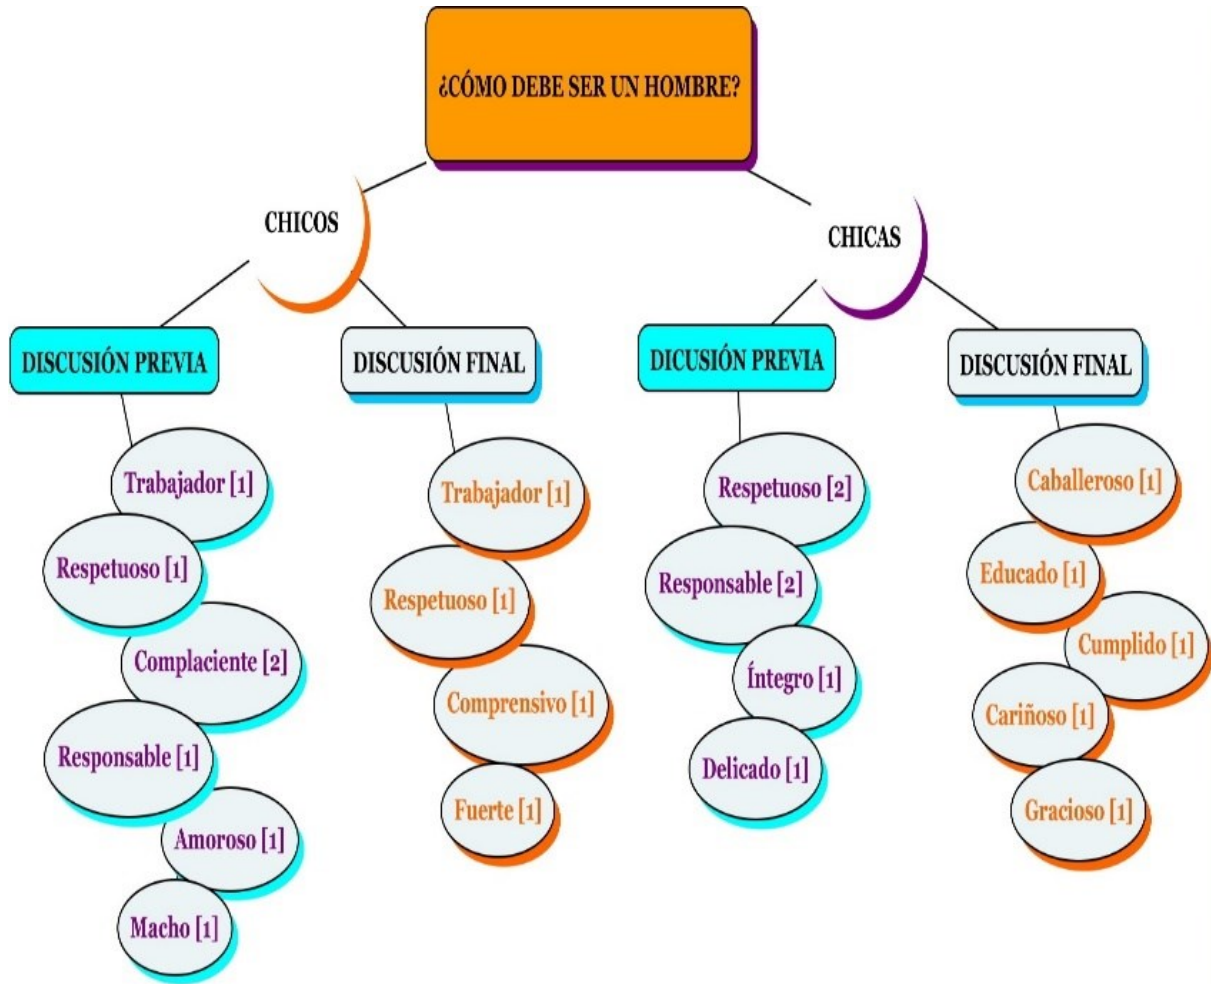 ¿CÓMO DEBE SER UN HOMBRE?
CHICOS
DISCUSIÓN PREVIA
Trabajador [1]
Respetuoso [1]
Complaciente [2]
Responsable [1]
Amoroso [1]
Macho [1]
DISCUSIÓN FINAL
Trabajador [1]
Respetuoso [1]
Comprensivo [1]
Fuerte [1]
CHICAS
DICUSIÓN PREVIA
Respetuoso [2]
Responsable [2]
Íntegro [1]
Delicado [1]
DISCUSIÓN FINAL
Caballeroso [1]
Educado [1]
Cumplido [1]
Cariñoso [1]
Gracioso [1]